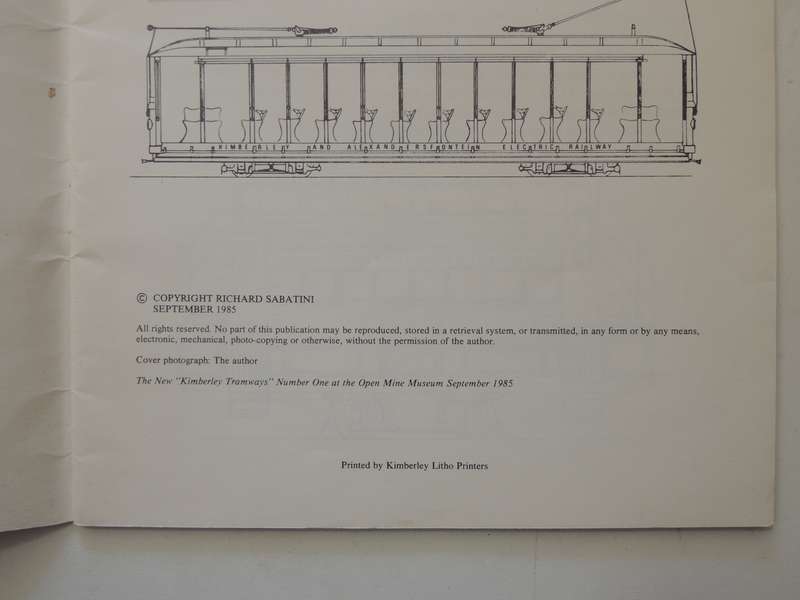 KIMBERLEY AND ALEXANDERSFONTEIN ELECTRIC RAILWAY
© COPYRIGHT RICHARD SABATINI
SEPTEMBER 1985
All rights reserved. No part of this publication may be reproduced, stored in a retrieval system, or transmitted, in any form or by any means,
electronic, mechanical, photo-copying or otherwise, without the permission of the author.
Cover photograph: The author
The New "Kimberley Tramways" Number One at the Open Mine Museum September 1985
Printed by Kimberley Litho Printers